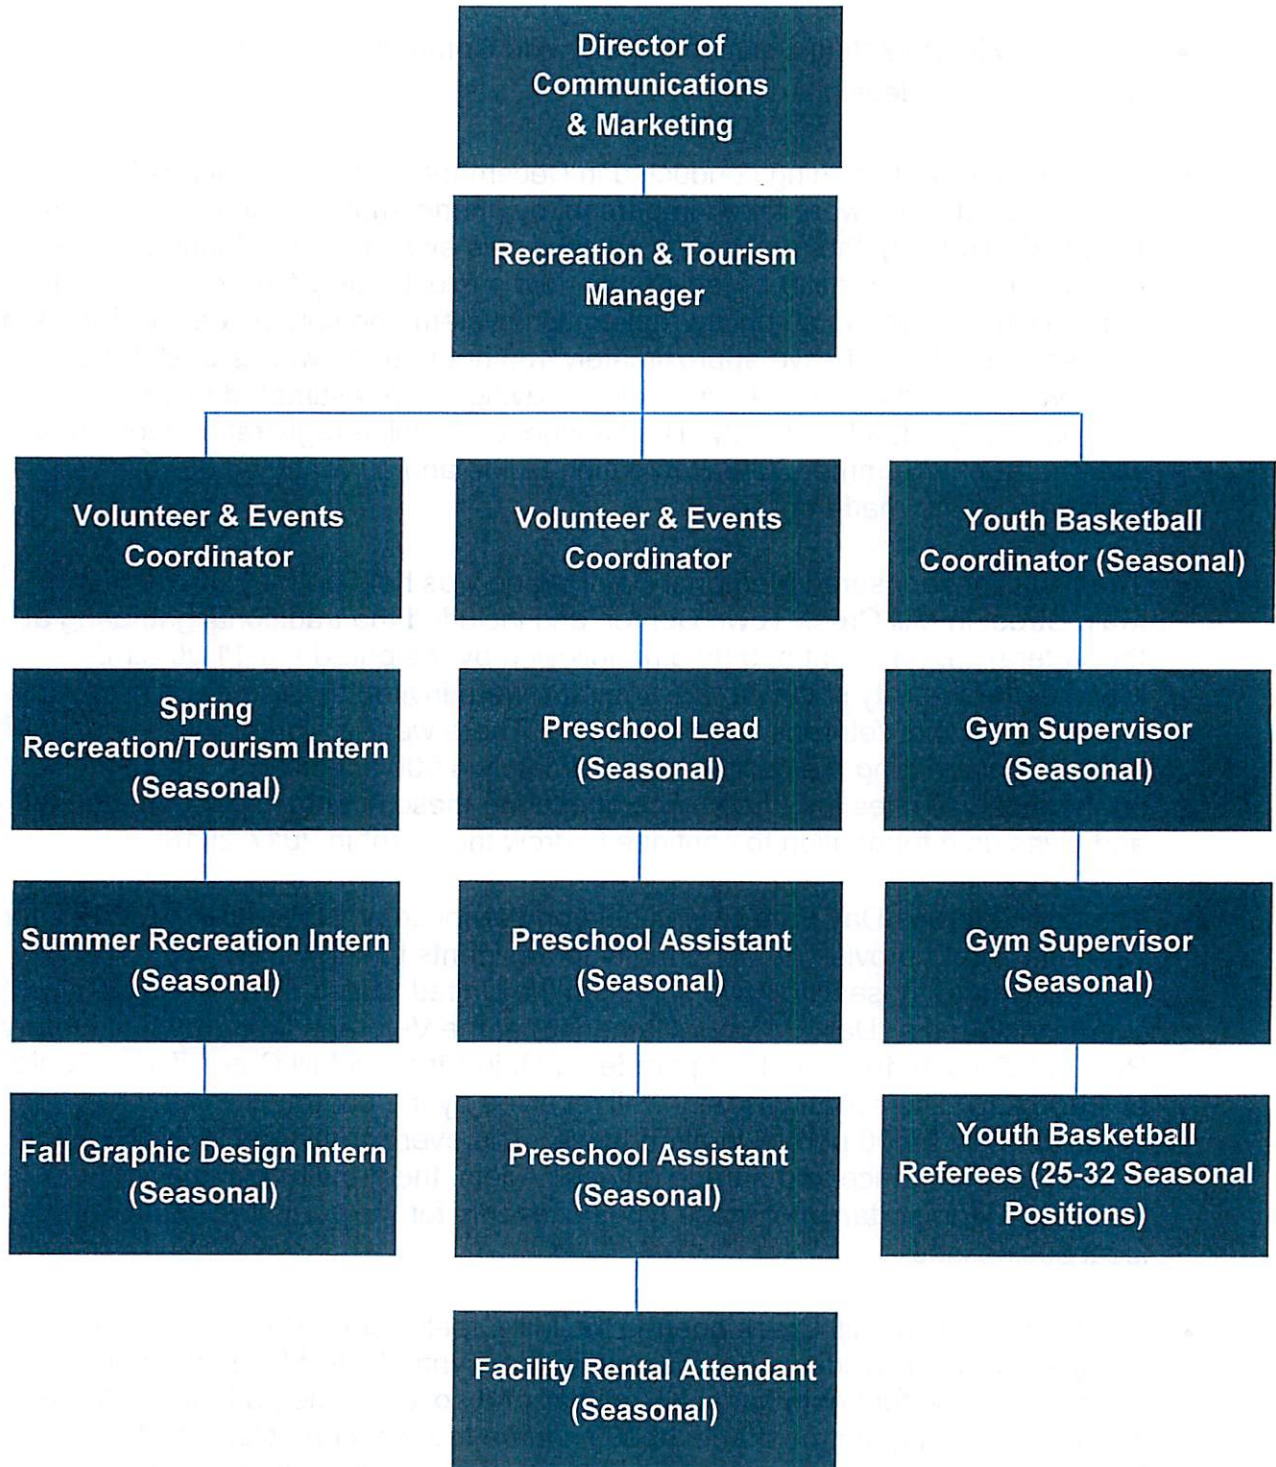 Director of
Communications
& Marketing
Recreation & Tourism
Manager
Volunteer & Events
Coordinator
Volunteer & Events
Coordinator
Youth Basketball
Coordinator (Seasonal)
Spring
Recreation/Tourism Intern
(Seasonal)
Preschool Lead
(Seasonal)
Gym Supervisor
(Seasonal)
Summer Recreation Intern
(Seasonal)
Preschool Assistant
(Seasonal)
Gym Supervisor
(Seasonal)
Fall Graphic Design Intern
(Seasonal)
Preschool Assistant
(Seasonal)
Youth Basketball
Referees (25-32 Seasonal
Positions)
Facility Rental Attendant
(Seasonal)